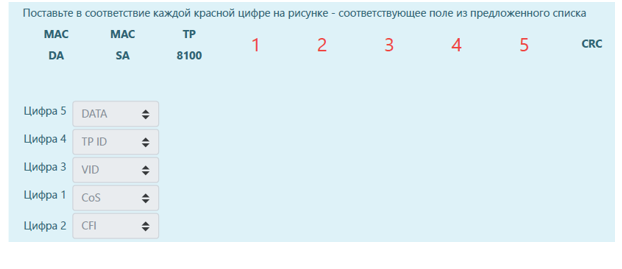 Поставьте в соответствие каждой красной цифре на рисунке - соответствующее поле из предложенного списка
MAC MAC TP
DA SA 8100 1 2 3 4 5 CRC
Цифра 5 DATA
Цифра 4 TP ID
Цифра 3 VID
Цифра 1 CoS
Цифра 2 CFI